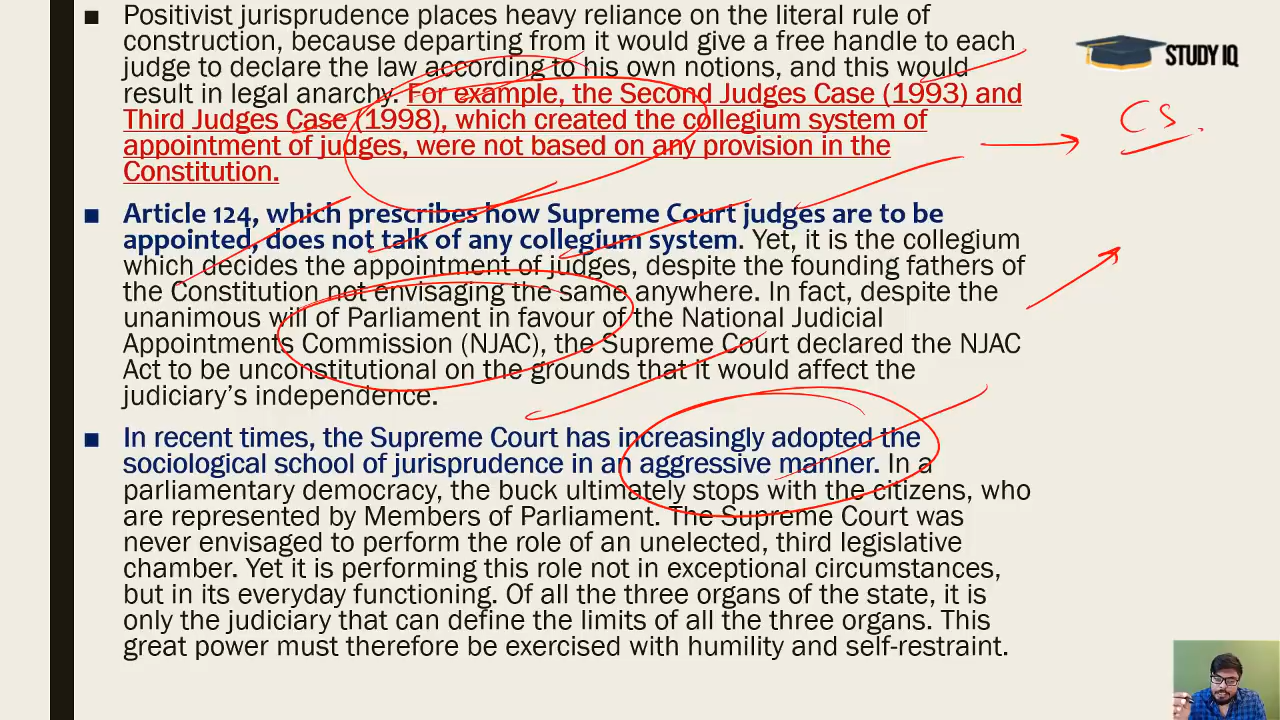 Positivist jurisprudence places heavy reliance on the literal rule of
construction, because departing from it would give a free handle to each
judge to declare the law according to his own notions, and this would
result in legal anarchy. For example, the Second Judges Case (1993) and
Third Judges Case (1998), which created the collegium system of
appointment of judges, were not based on any provision in the
Constitution.
Article 124, which prescribes how Supreme Court judges are to be
appointed, does not talk of any collegium system. Yet, it is the collegium
which decides the appointment of judges, despite the founding fathers of
the Constitution not envisaging the same anywhere. In fact, despite the
unanimous will of Parliament in favour of the National Judicial
Appointments Commission (NJAC), the Supreme Court declared the NJAC
Act to be unconstitutional on the grounds that it would affect the
judiciary's independence.
In recent times, the Supreme Court has increasingly adopted the
sociological school of jurisprudence in an aggressive manner. In a
parliamentary democracy, the buck ultimately stops with the citizens, who
are represented by Members of Parliament. The Supreme Court was
never envisaged to perform the role of an unelected, third legislative
chamber. Yet it is performing this role not in exceptional circumstances,
but in its everyday functioning. Of all the three organs of the state, it is
only the judiciary that can define the limits of all the three organs. This
great power must therefore be exercised with humility and self-restraint.
STUDY IQ
CS